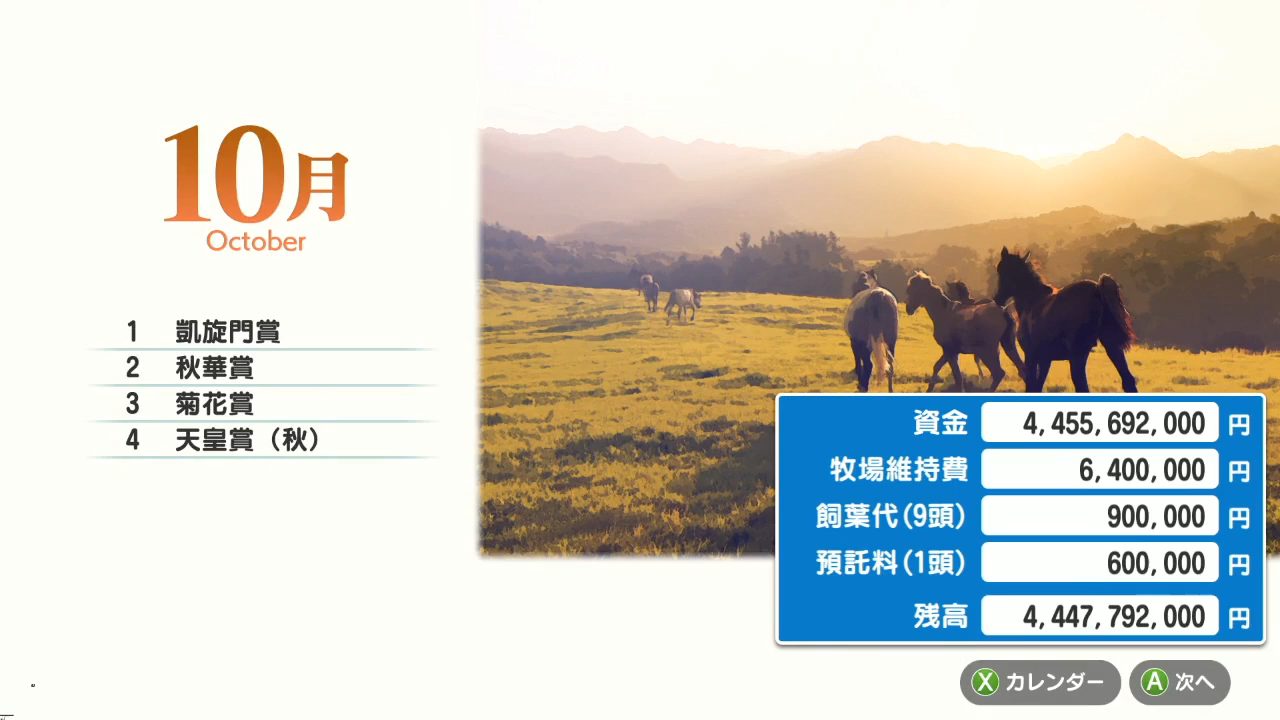 10月
October
1 凱旋門賞
2 秋華賞
3 菊花賞
4 天皇賞（秋）
資金 4,455,692,000 円
牧場維持費 6,400,000 円
飼葉代(9頭) 900,000 円
預託料(1頭) 600,000 円
残高 4,447,792,000 円
X カレンダー A 次へ